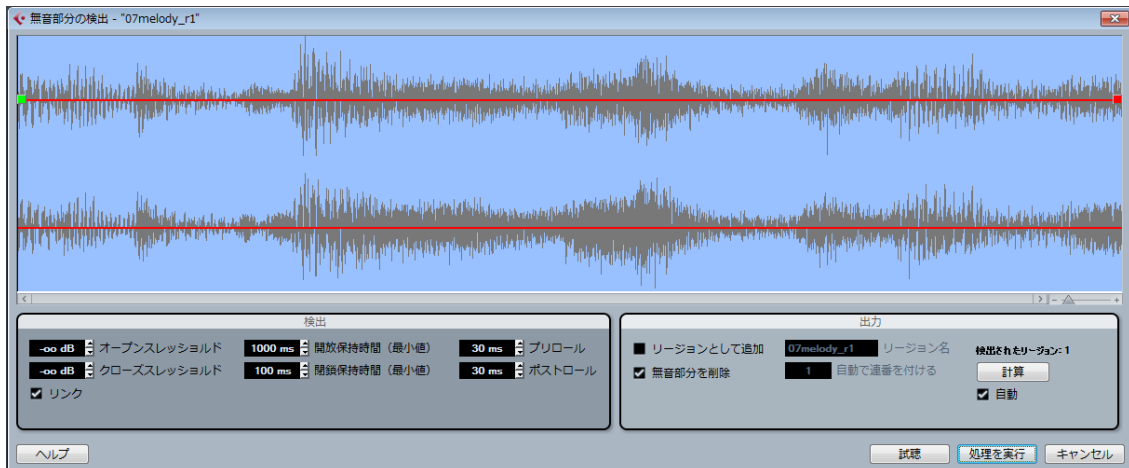 無音部分の検出 - "07melody_r1"
検出
-oo dB オープンスレッショルド 1000 ms 開放保持時間（最小値） 30 ms プリロール
-oo dB クローズスレッショルド 100 ms 閉鎖保持時間（最小値） 30 ms ポストロール
リンク
出力
リージョンとして追加 07melody_r1 リージョン名 検出されたリージョン: 1
無音部分を削除 1 自動で連番を付ける 計算
自動
ヘルプ 試聴 処理を実行 キャンセル